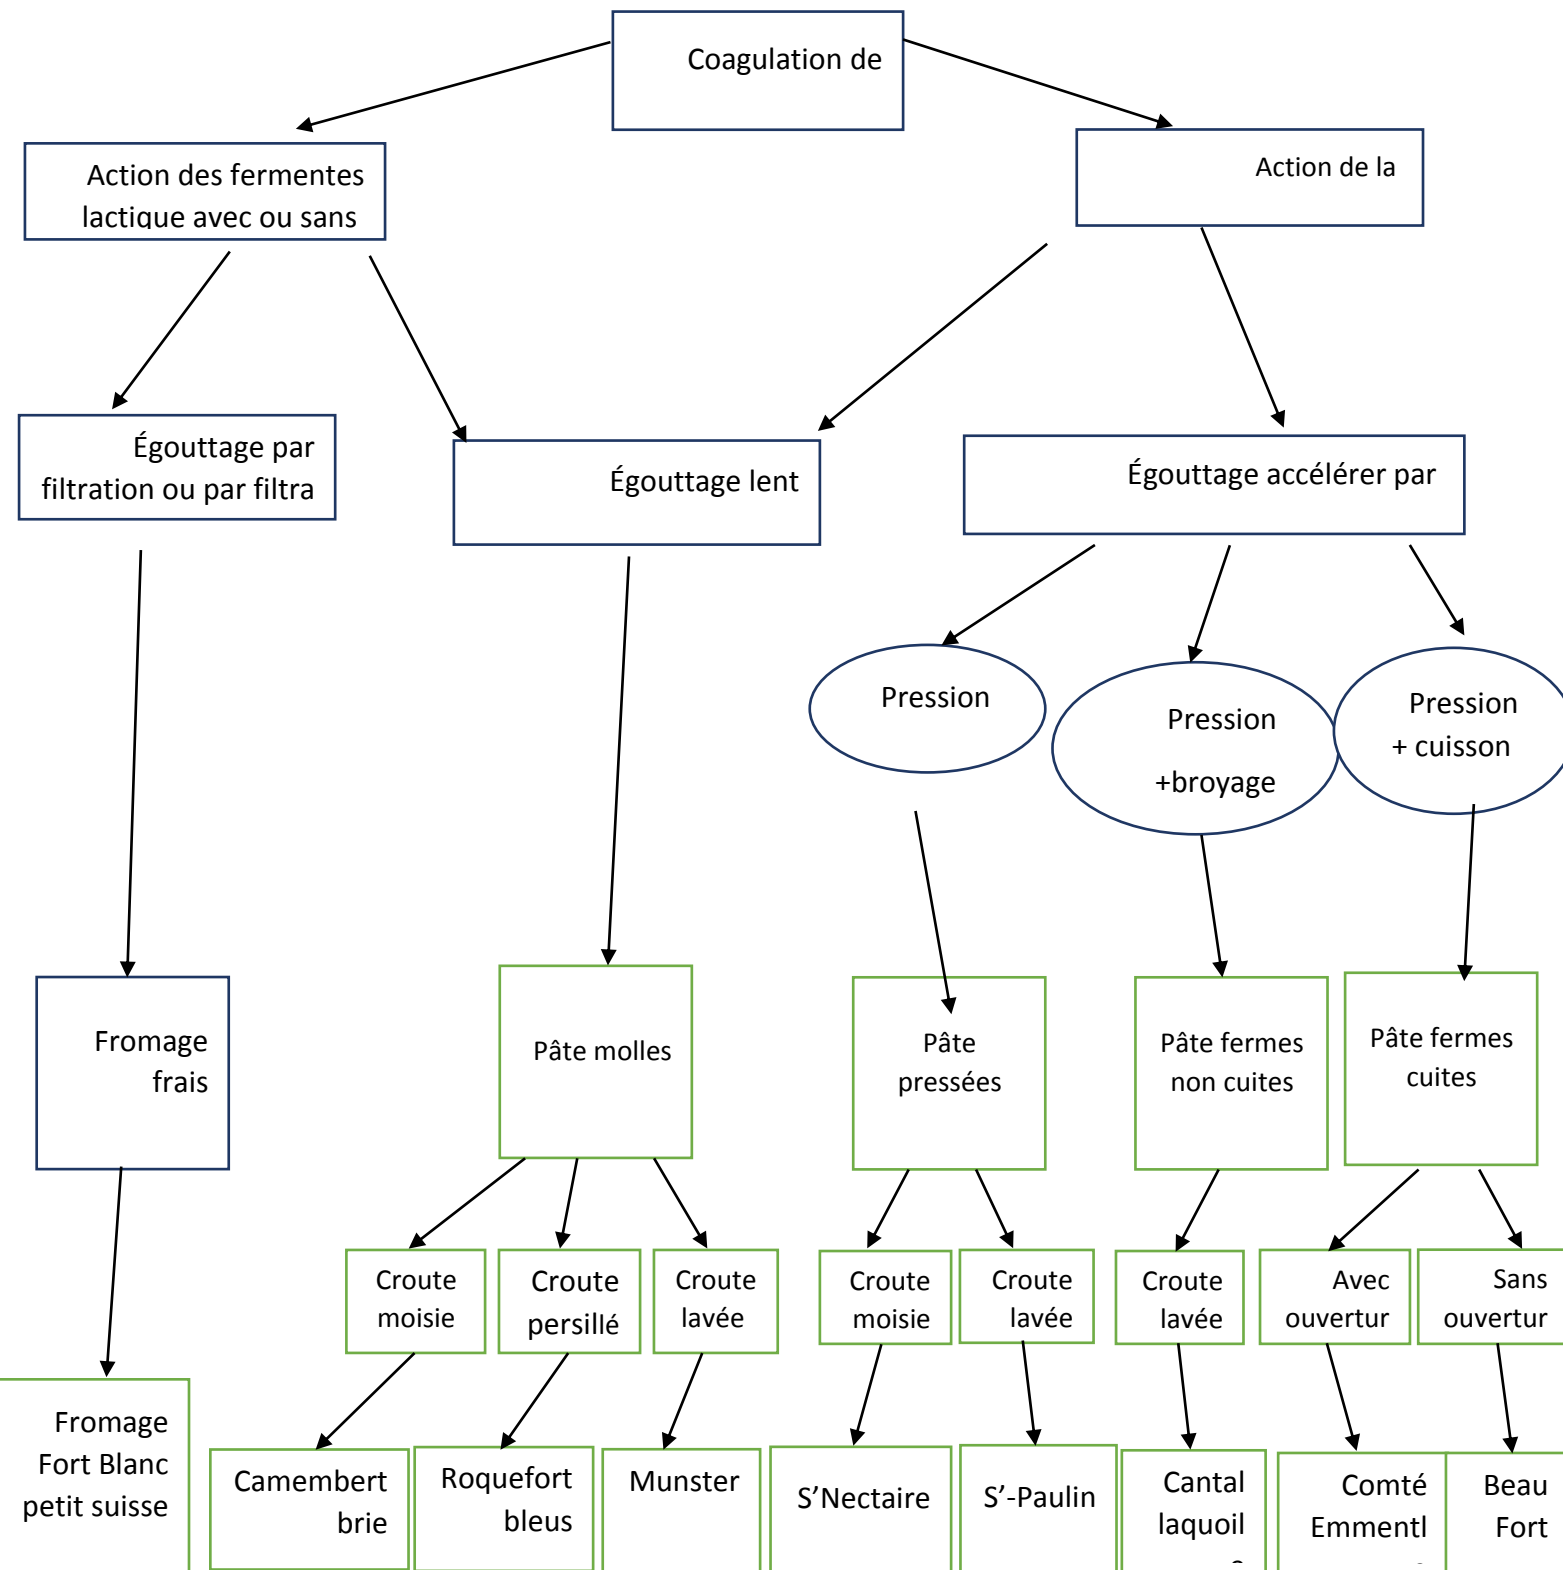 Coagulation de
Action des fermentes
lactique avec ou sans
Action de la
Égouttage par
filtration ou par filtra
Égouttage lent
Égouttage accélérer par
Pression
Pression
+broyage
Pression
+ cuisson
Fromage
frais
Pâte molles
Pâte
pressées
Pâte fermes
non cuites
Pâte fermes
cuites
Croute
moisie
Croute
persillé
Croute
lavée
Croute
moisie
Croute
lavée
Croute
lavée
Avec
ouvertur
Sans
ouvertur
Fromage
Fort Blanc
petit suisse
Camembert
brie
Roquefort
bleus
Munster
S’Nectaire
S’-Paulin
Cantal
laquoil
Comté
Emmentl
Beau
Fort